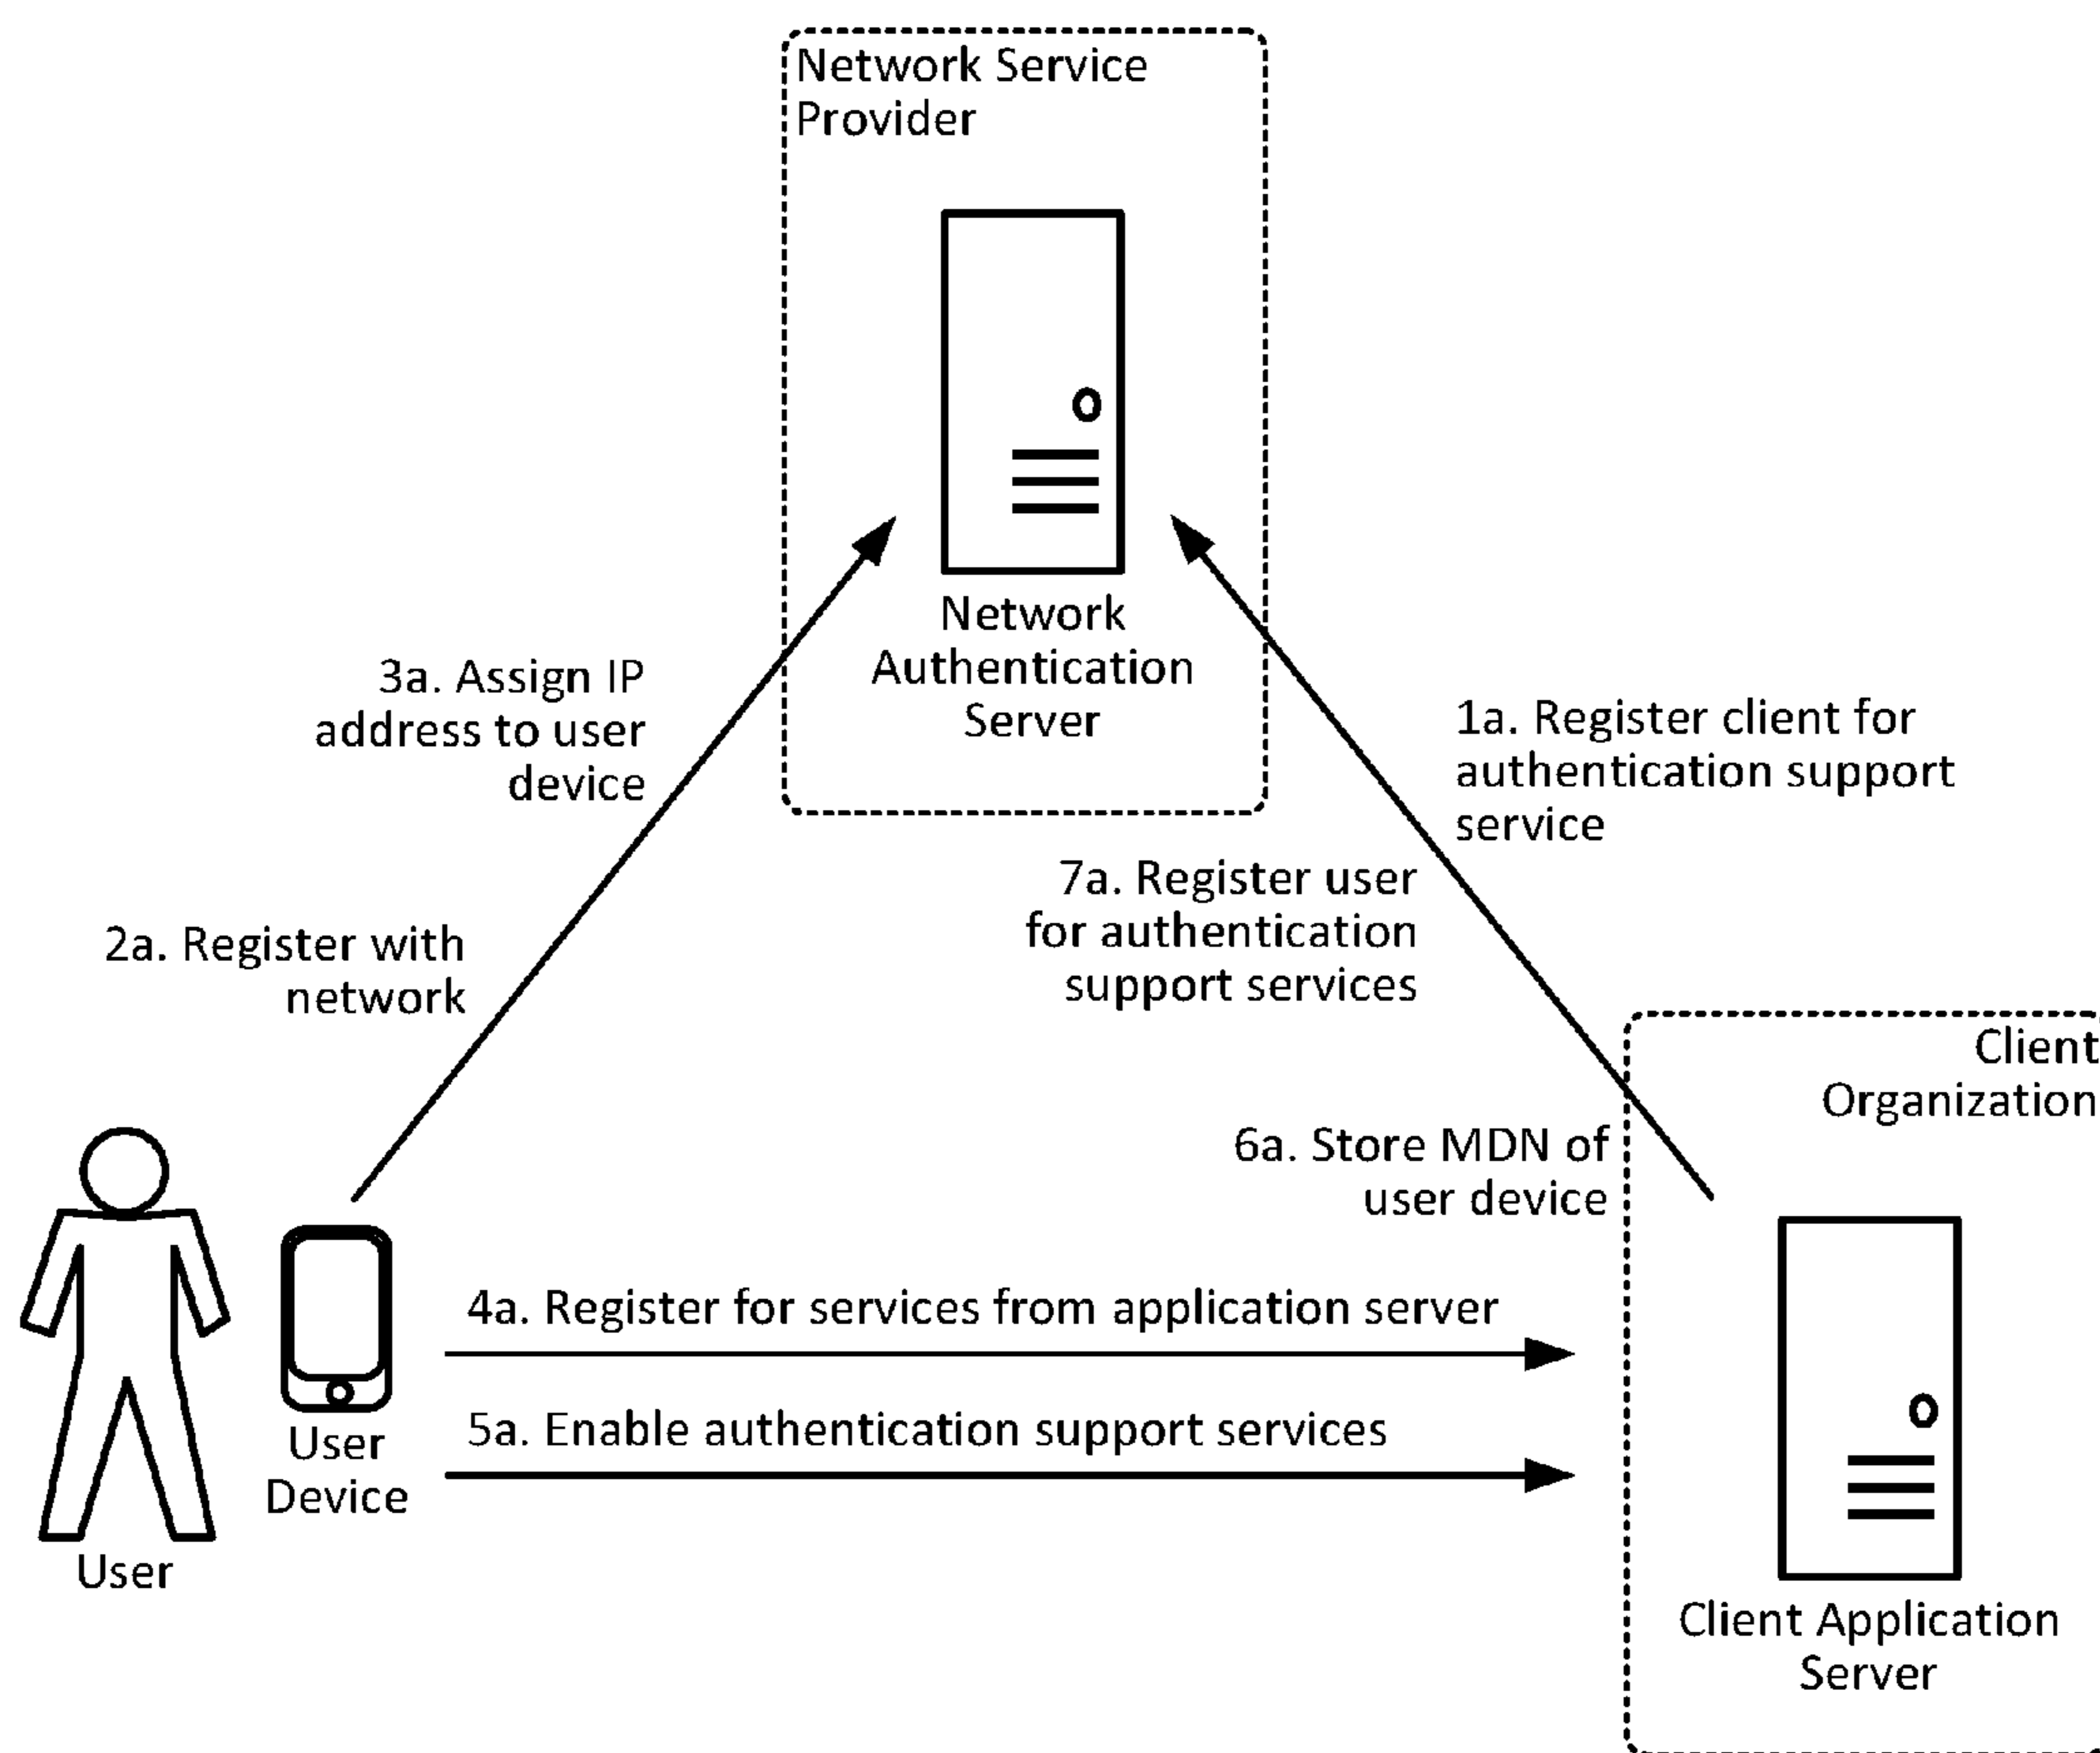 Network Service
Provider
Network
Authentication
Server
3a. Assign IP
address to user
device
1a. Register client for
authentication support
service
7a. Register user
for authentication
support services
2a. Register with
network
Client
Organization
6a. Store MDN of
user device
4a. Register for services from application server
5a. Enable authentication support services
User
Device
User
Client Application
Server